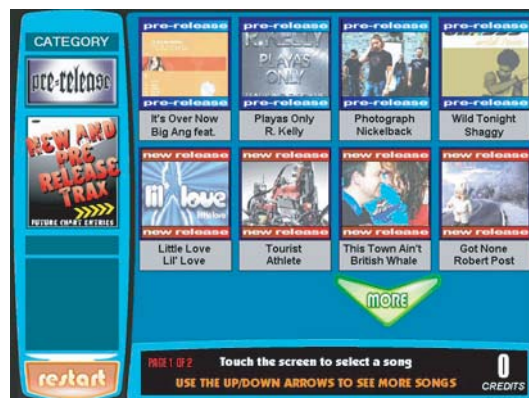 CATEGORY
pre-release
NEW AND
PRE
RELEASE
TRAX
FUTURE CHART ENTRIES
restart
pre-release
pre-release
It's Over Now
Big Ang feat.
pre-release
R. KELLY
PLAYAS
ONLY
pre-release
Playas Only
R. Kelly
pre-release
pre-release
Photograph
Nickelback
pre-release
pre-release
Wild Tonight
Shaggy
new release
lil' love
little love
new release
Little Love
Lil' Love
new release
new release
Tourist
Athlete
new release
new release
This Town Ain't
British Whale
new release
new release
Got None
Robert Post
MORE
PAGE 1 OF 2
Touch the screen to select a song
USE THE UP/DOWN ARROWS TO SEE MORE SONGS
0
CREDITS